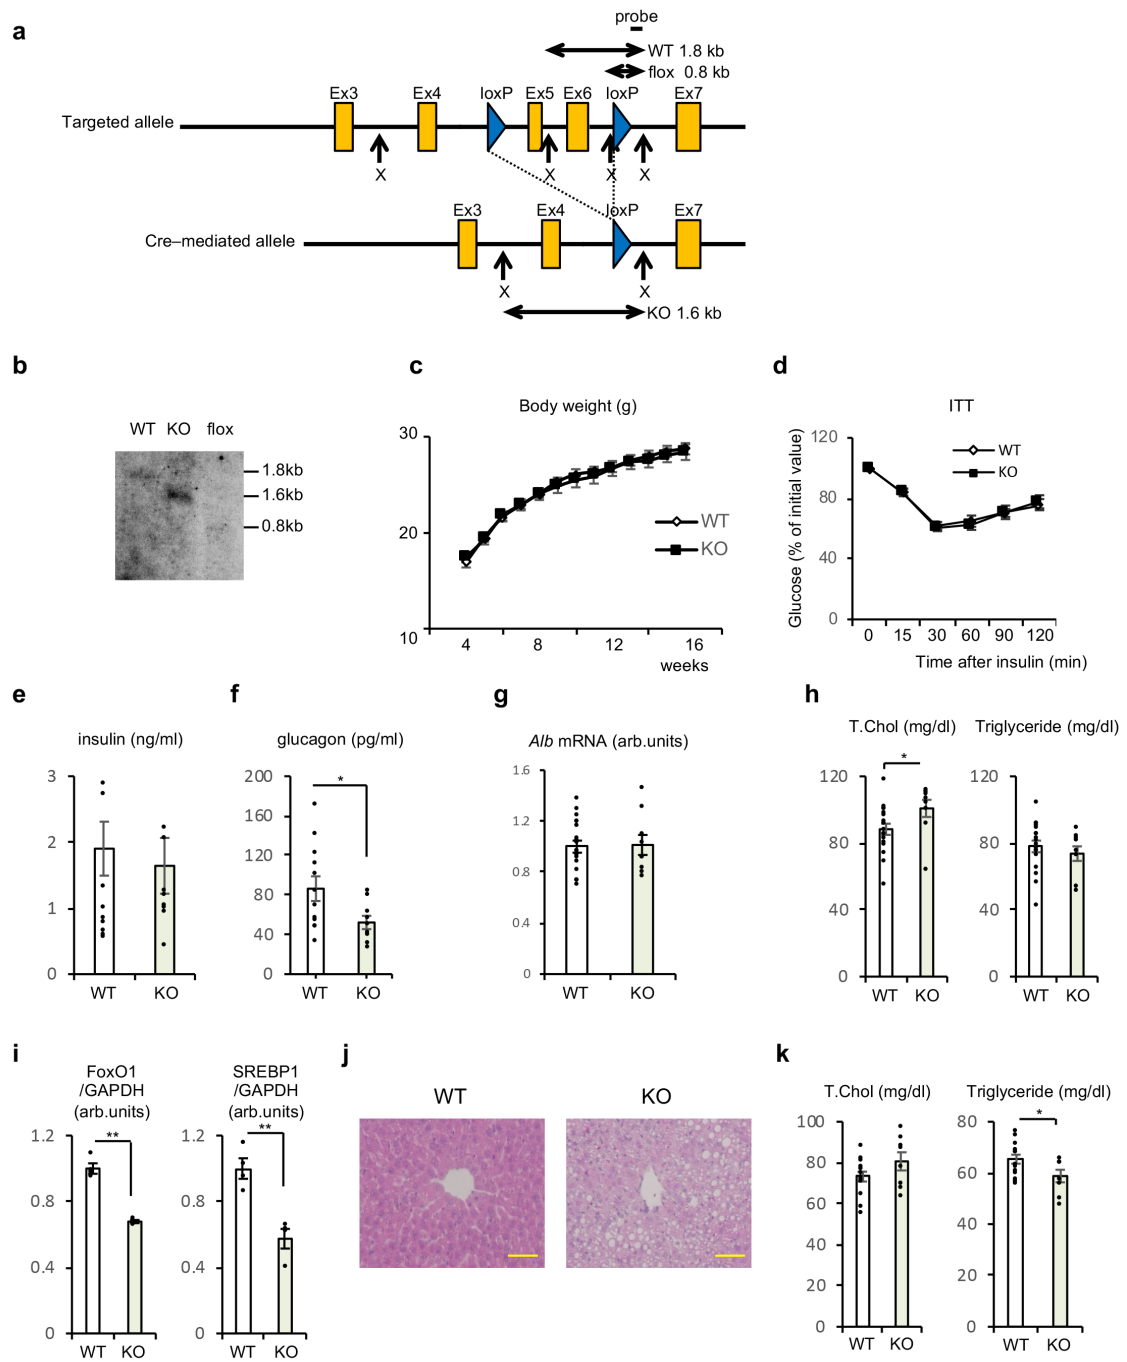 a
probe
WT 1.8 kb
flox 0.8 kb
Ex3 Ex4 loxP Ex5 Ex6 loxP Ex7
Targeted allele
X X X X
Ex3 Ex4 loxP Ex7
Cre–mediated allele
X X
KO 1.6 kb
b
WT KO flox
1.8kb
1.6kb
0.8kb
c
Body weight (g)
30
20
10
WT
KO
4 8 12 16
weeks
d
ITT
Glucose (% of initial value)
120
80
40
0
WT
KO
0 15 30 60 90 120
Time after insulin (min)
e
insulin (ng/ml)
3
2
1
0
WT KO
f
glucagon (pg/ml)
200
160
120
80
40
0
*
WT KO
g
Alb mRNA (arb.units)
1.6
1.2
0.8
0.4
0
WT KO
h
T.Chol (mg/dl)
120
80
40
0
*
WT KO
Triglyceride (mg/dl)
120
80
40
0
WT KO
i
FoxO1
/GAPDH
(arb.units)
1.2
0.8
0.4
0
**
WT KO
SREBP1
/GAPDH
(arb.units)
1.2
0.8
0.4
0
**
WT KO
j
WT KO
k
T.Chol (mg/dl)
100
80
60
40
20
0
WT KO
Triglyceride (mg/dl)
80
60
40
20
0
*
WT KO